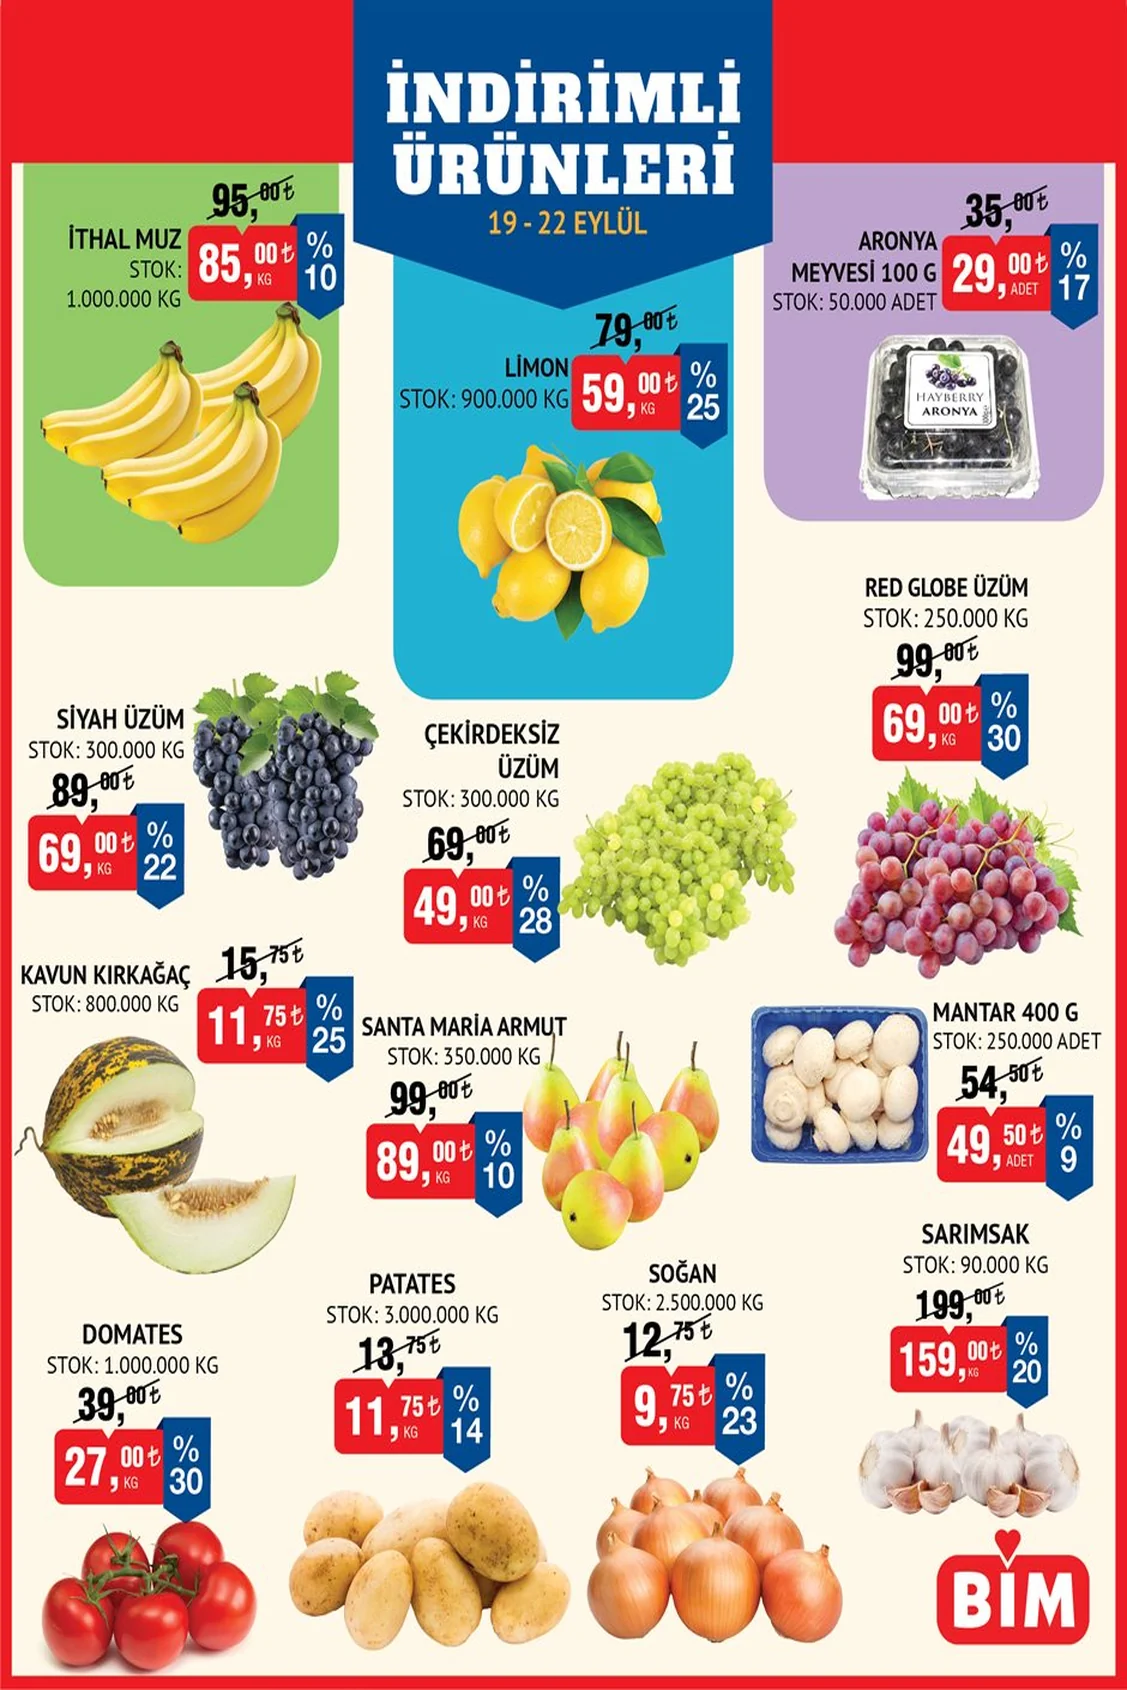 İNDİRİMLİ
ÜRÜNLERİ
19 - 22 EYLÜL
95,00₺
İTHAL MUZ
STOK:
1.000.000 KG
85,00₺
KG
%
10
79,00₺
LİMON
STOK: 900.000 KG
59,00₺
KG
%
25
35,00₺
ARONYA
MEYVESİ 100 G
STOK: 50.000 ADET
29,00₺
ADET
%
17
HAYBERRY
ARONYA
SİYAH ÜZÜM
STOK: 300.000 KG
89,00₺
69,00₺
KG
%
22
ÇEKİRDEKSİZ
ÜZÜM
STOK: 300.000 KG
69,00₺
49,00₺
KG
%
28
RED GLOBE ÜZÜM
STOK: 250.000 KG
99,00₺
69,00₺
KG
%
30
KAVUN KIRKAĞAÇ
STOK: 800.000 KG
15,75₺
11,75₺
KG
%
25
SANTA MARİA ARMUT
STOK: 350.000 KG
99,00₺
89,00₺
KG
%
10
MANTAR 400 G
STOK: 250.000 ADET
54,50₺
49,50₺
ADET
%
9
DOMATES
STOK: 1.000.000 KG
39,00₺
27,00₺
KG
%
30
PATATES
STOK: 3.000.000 KG
13,75₺
11,75₺
KG
%
14
SOĞAN
STOK: 2.500.000 KG
12,75₺
9,75₺
KG
%
23
SARIMSAK
STOK: 90.000 KG
199,00₺
159,00₺
KG
%
20
BİM